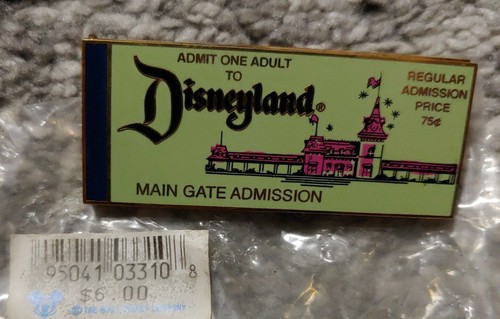 ADMIT ONE ADULT
TO
Disneyland®
REGULAR
ADMISSION
PRICE
75¢
MAIN GATE ADMISSION
95041 03310 8
$6.00